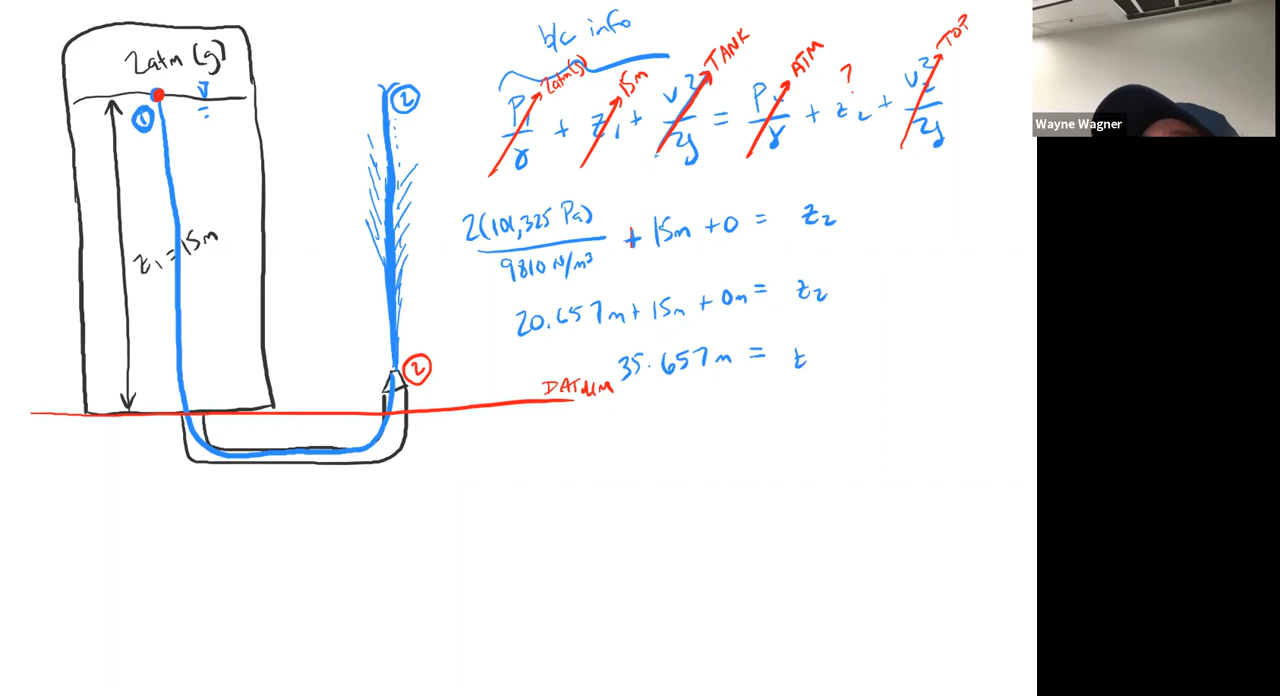 b/c info
2atm (g)
①
z₁ = 15m
②
②
DATUM
2atm(g) 15m TANK ATM ? TOP
P₁/γ + z₁ + v²/2g = P₂/γ + z₂ + v₂²/2g
2(101,325 Pa)/9810 N/m³ + 15m + 0 = z₂
20.657m + 15m + 0m = z₂
35.657m = z
Wayne Wagner